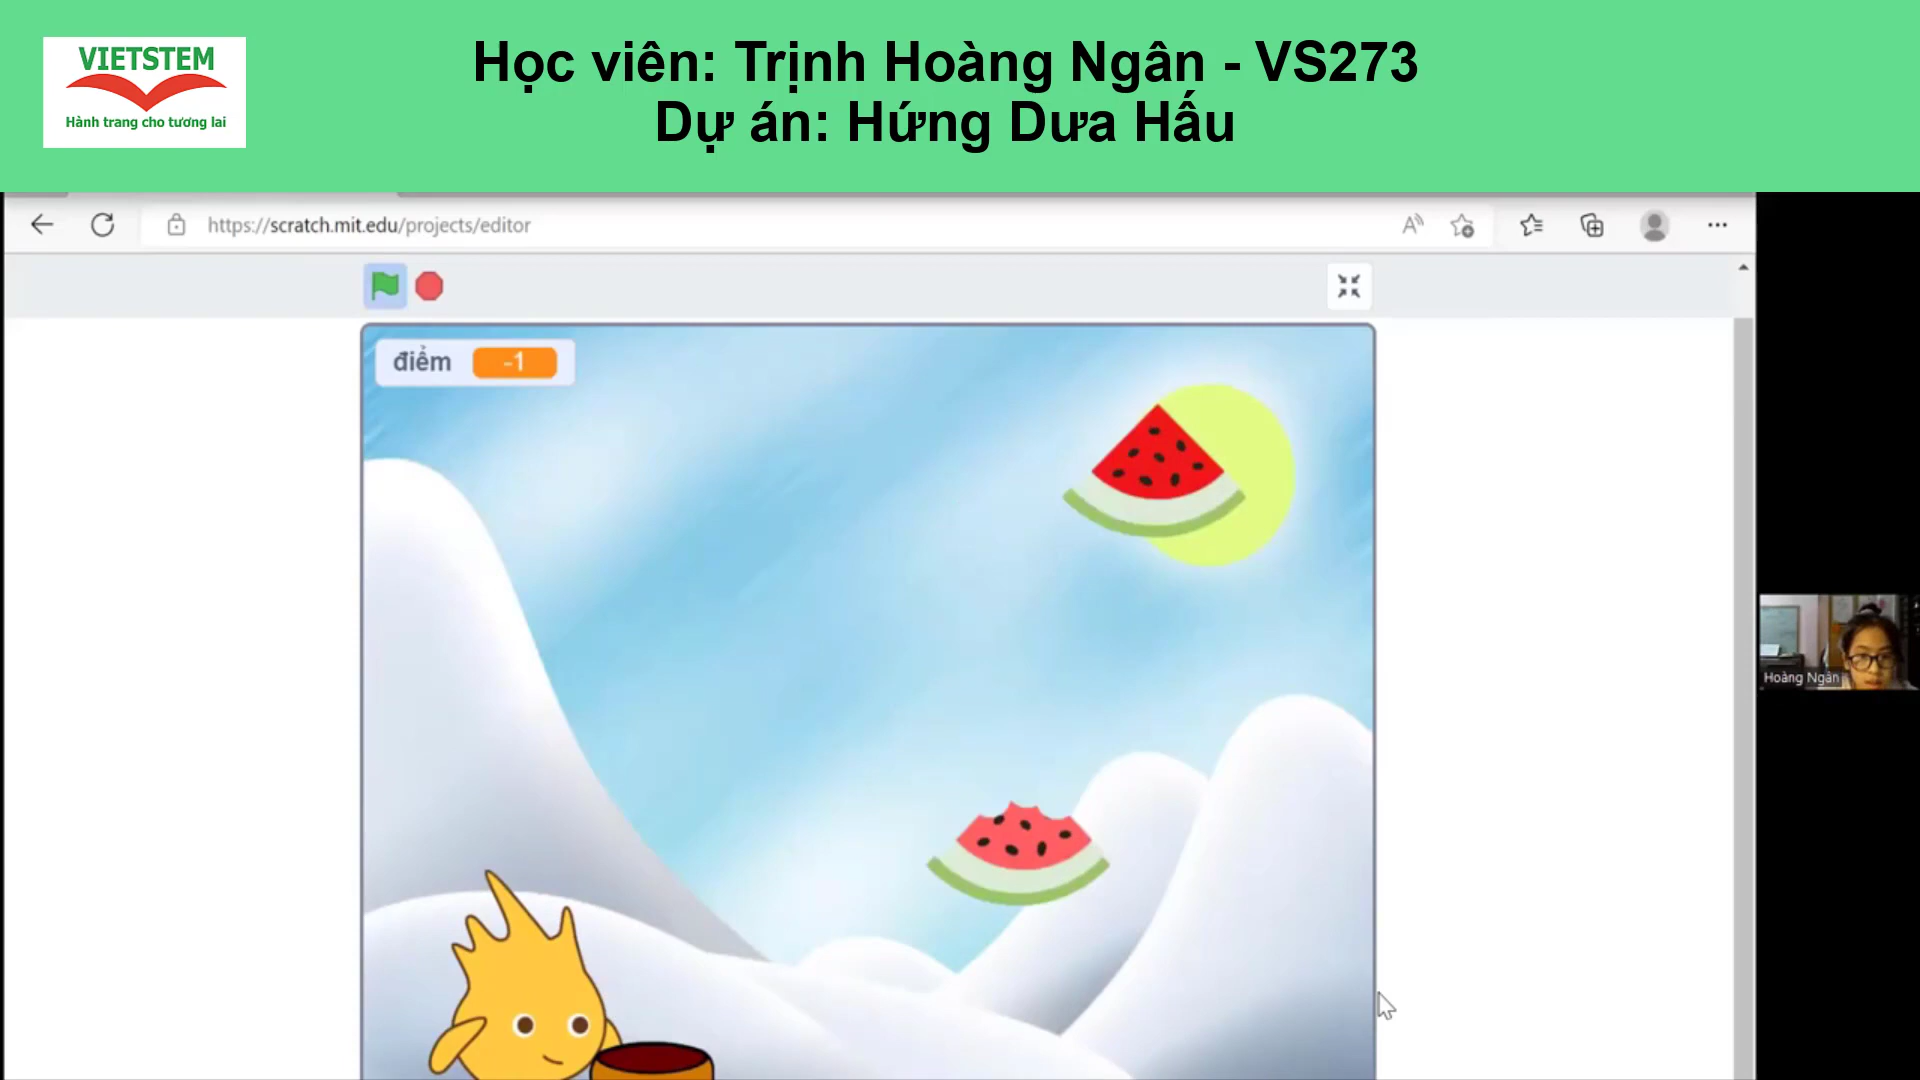 VIETSTEM
Hành trang cho tương lai
Học viên: Trịnh Hoàng Ngân - VS273
Dự án: Hứng Dưa Hấu
https://scratch.mit.edu/projects/editor
điểm -1
Hoàng Ngân